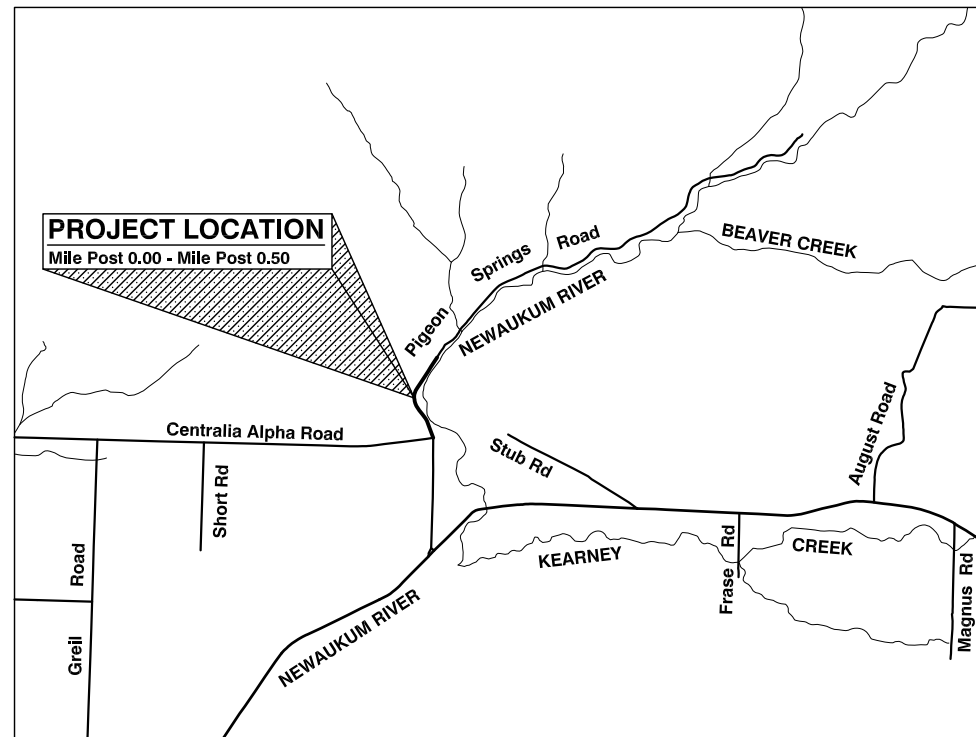 PROJECT LOCATION
Mile Post 0.00 - Mile Post 0.50
Pigeon Springs Road
NEWAUKUM RIVER
BEAVER CREEK
Centralia Alpha Road
Short Rd
Greil Road
Stub Rd
August Road
KEARNEY CREEK
Frase Rd
Magnus Rd
NEWAUKUM RIVER